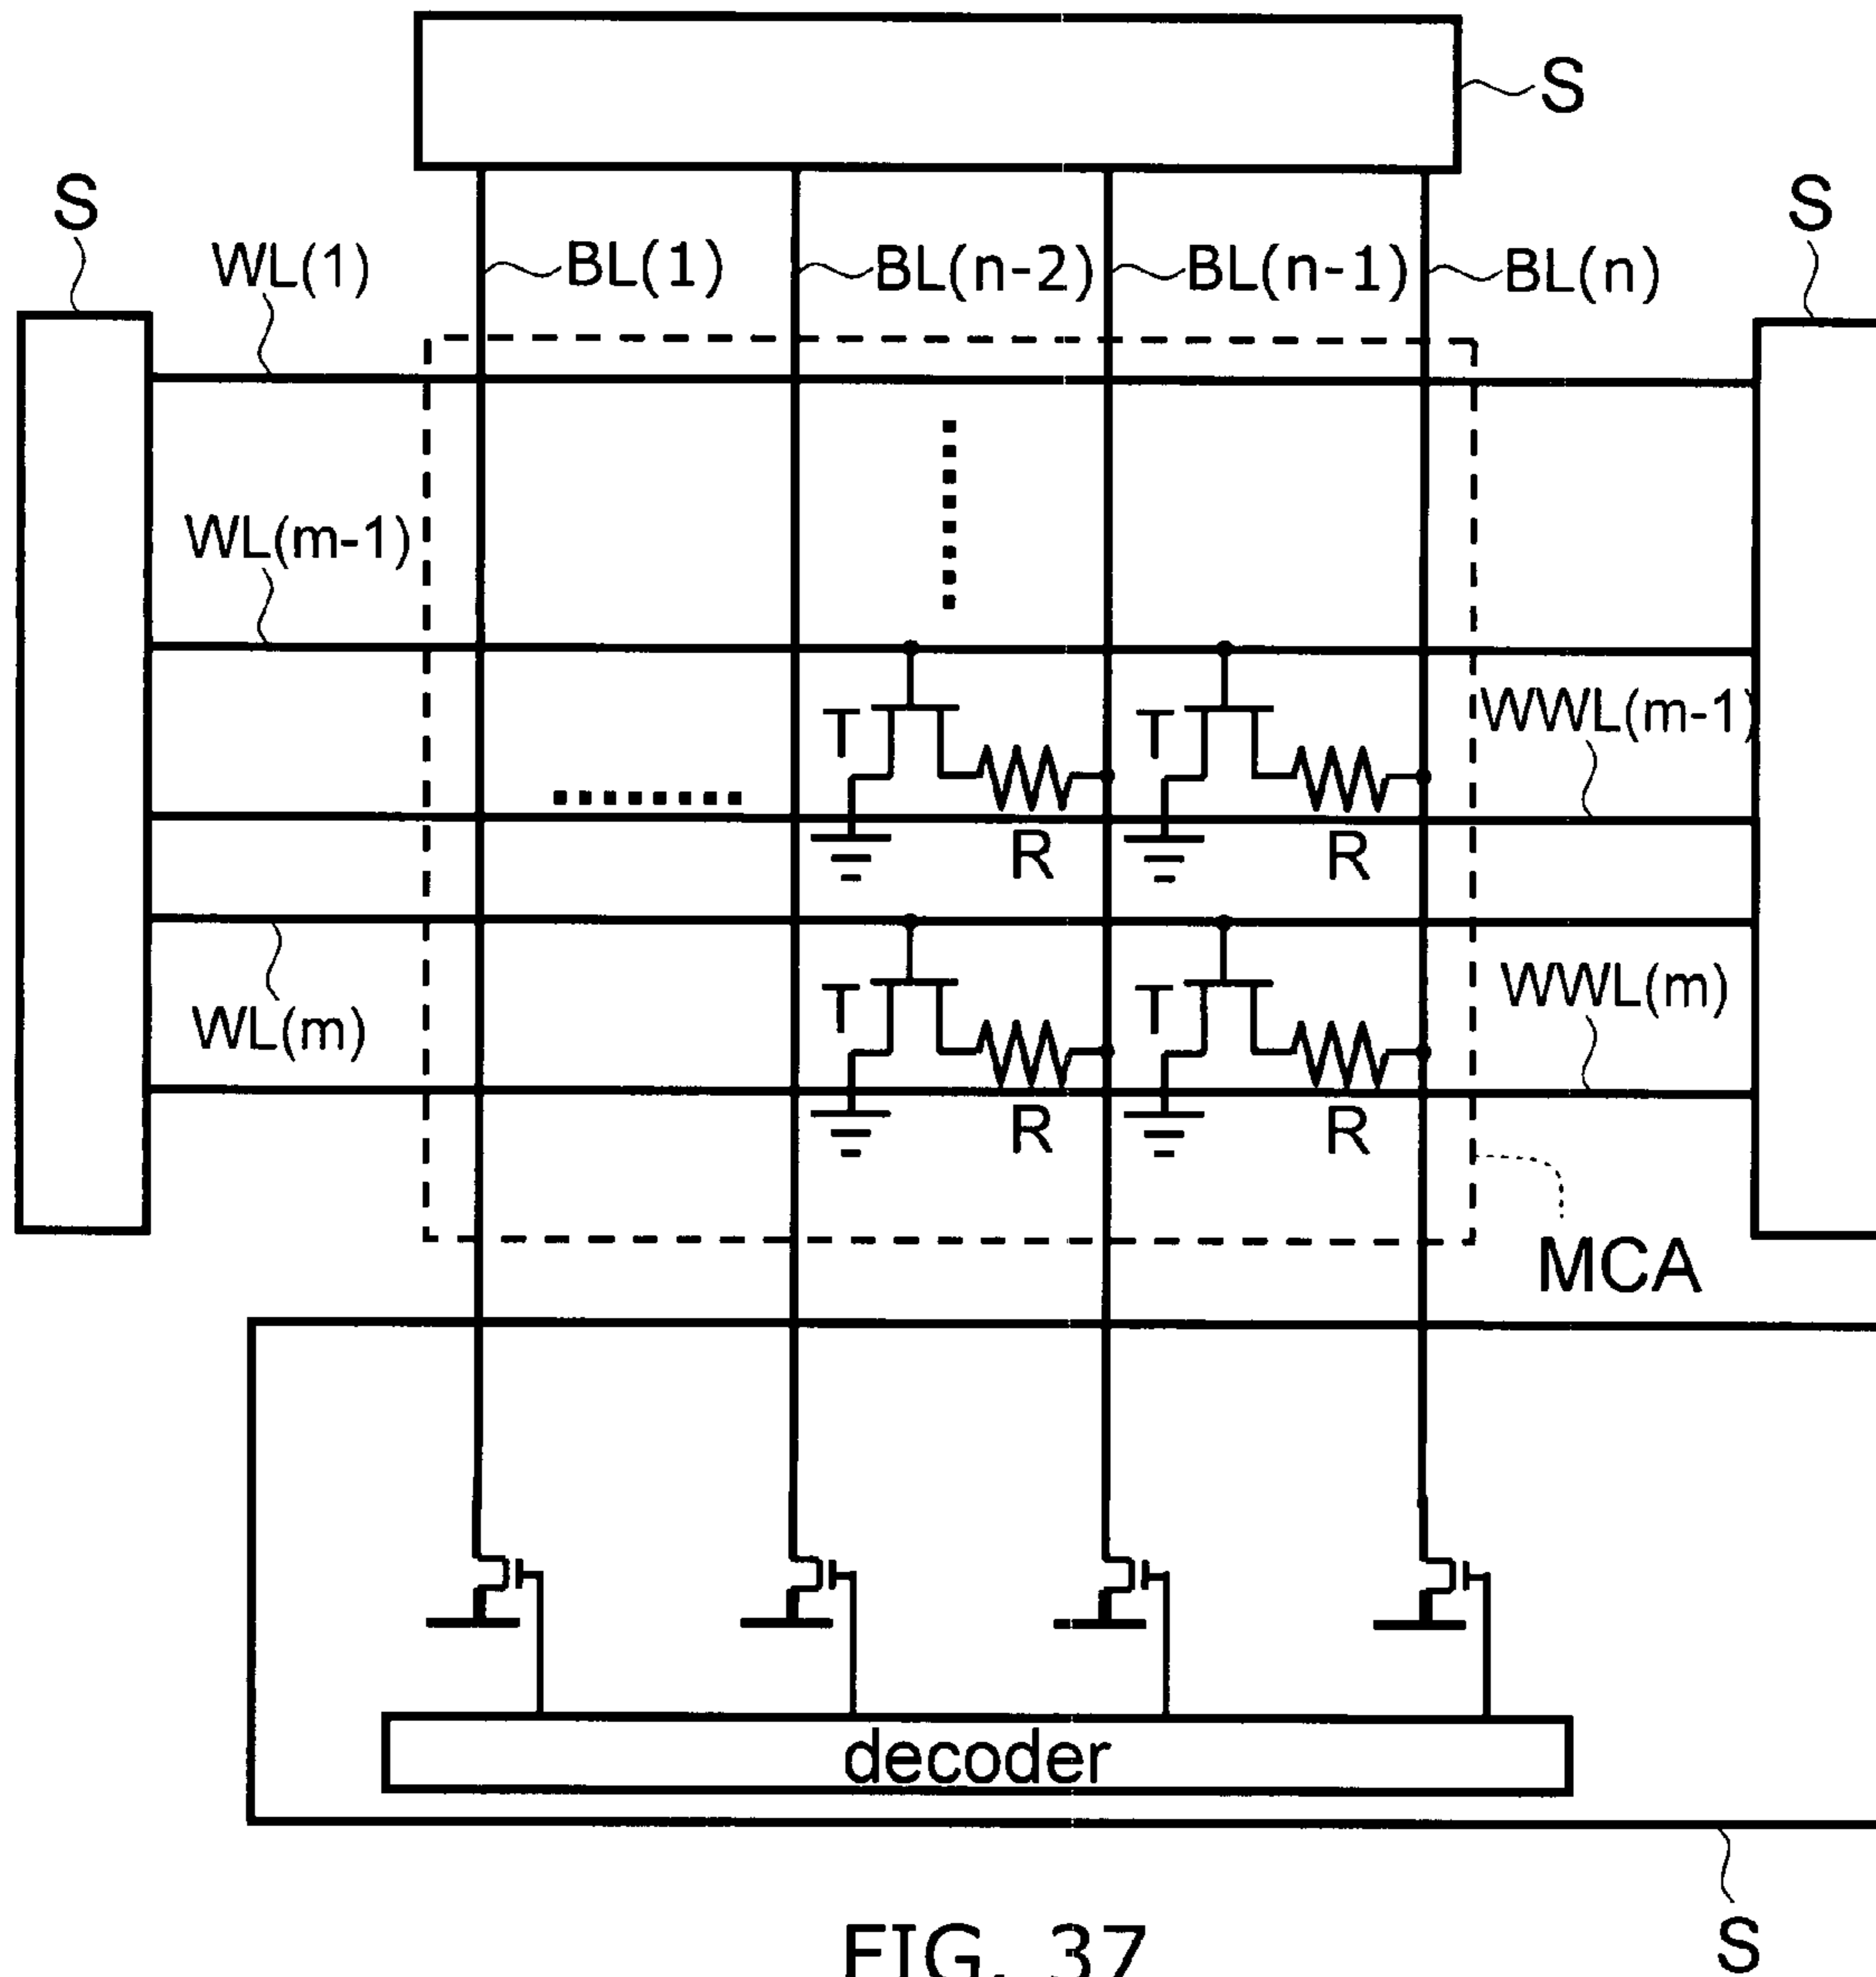 S
S
S
WL(1)
BL(1)
BL(n-2)
BL(n-1)
BL(n)
WL(m-1)
T
T
WWL(m-1)
R
R
WL(m)
T
T
WWL(m)
R
R
MCA
decoder
S
FIG. 37